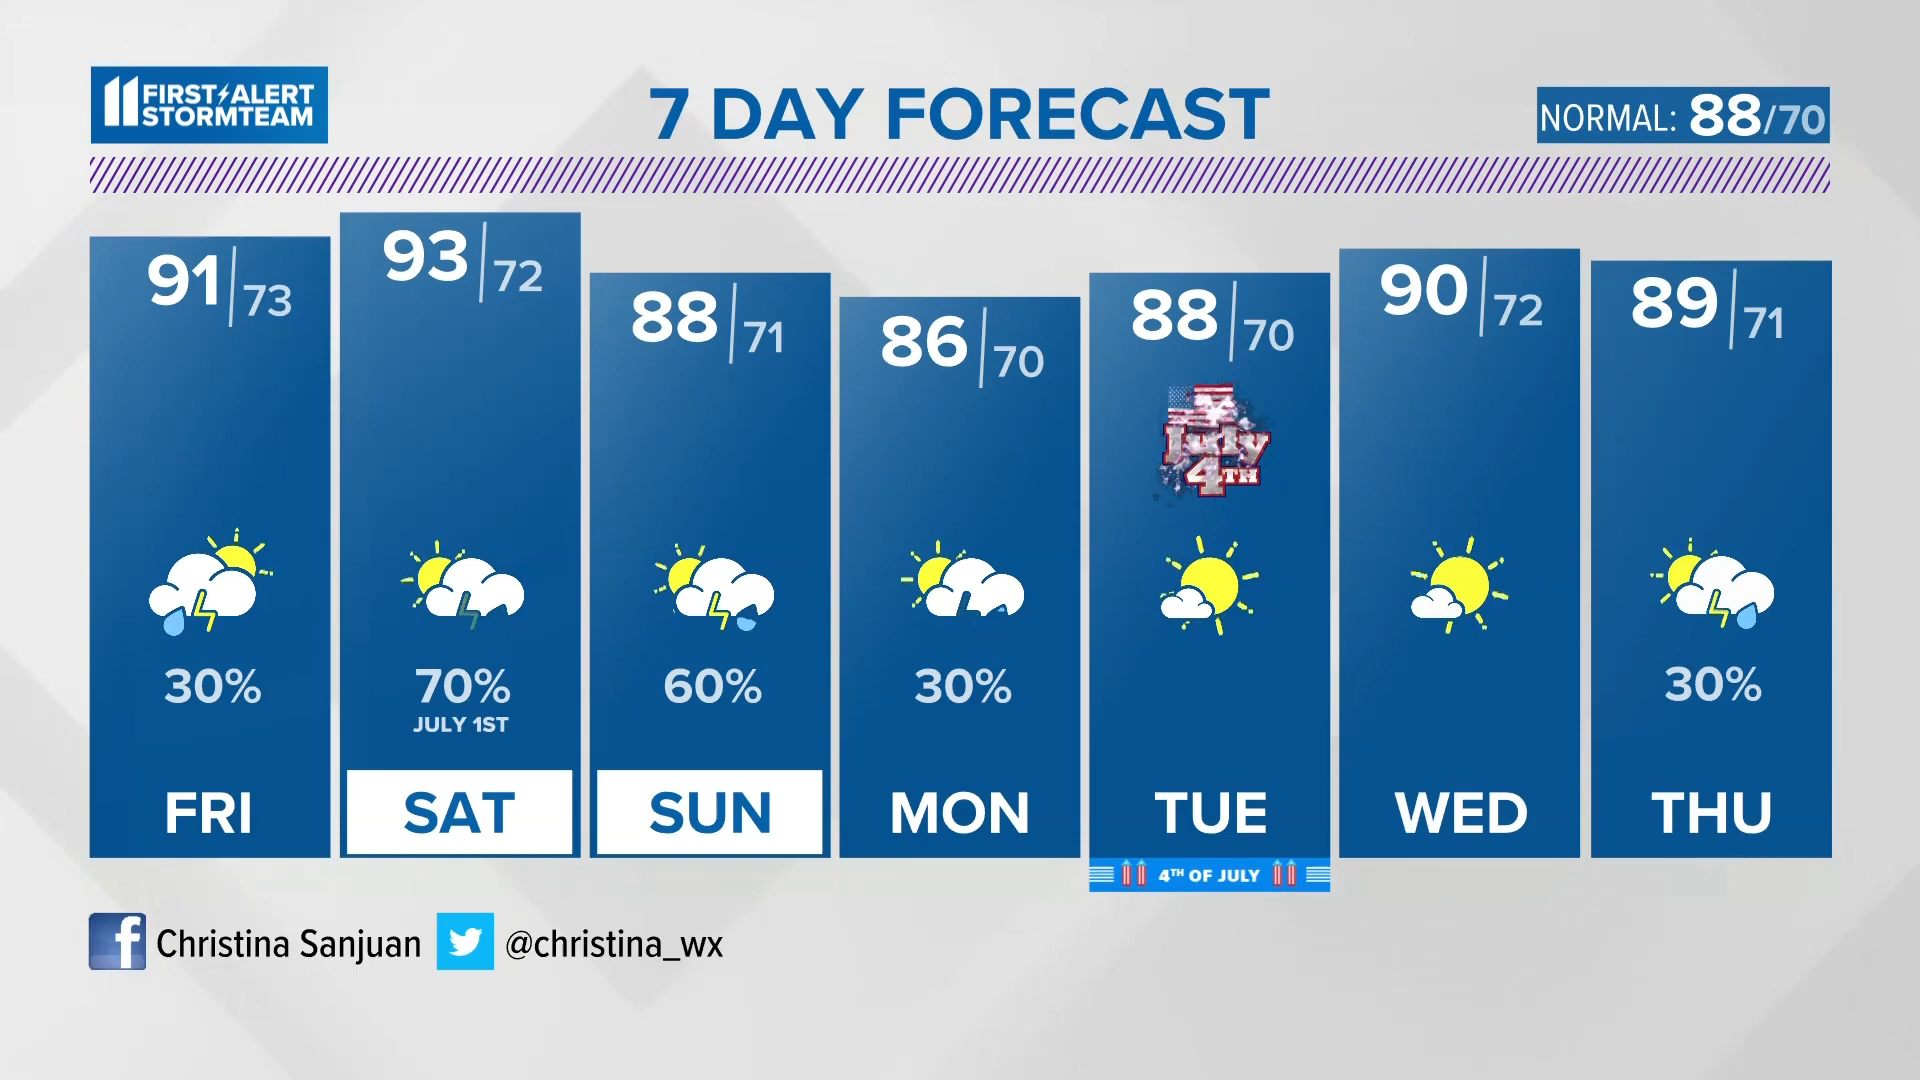 11 FIRST ALERT
STORMTEAM
7 DAY FORECAST
NORMAL: 88/70
91/73
30%
FRI
93/72
70%
JULY 1ST
SAT
88/71
60%
SUN
86/70
30%
MON
88/70
July
4TH
TUE
4TH OF JULY
90/72
WED
89/71
30%
THU
f Christina Sanjuan @christina_wx